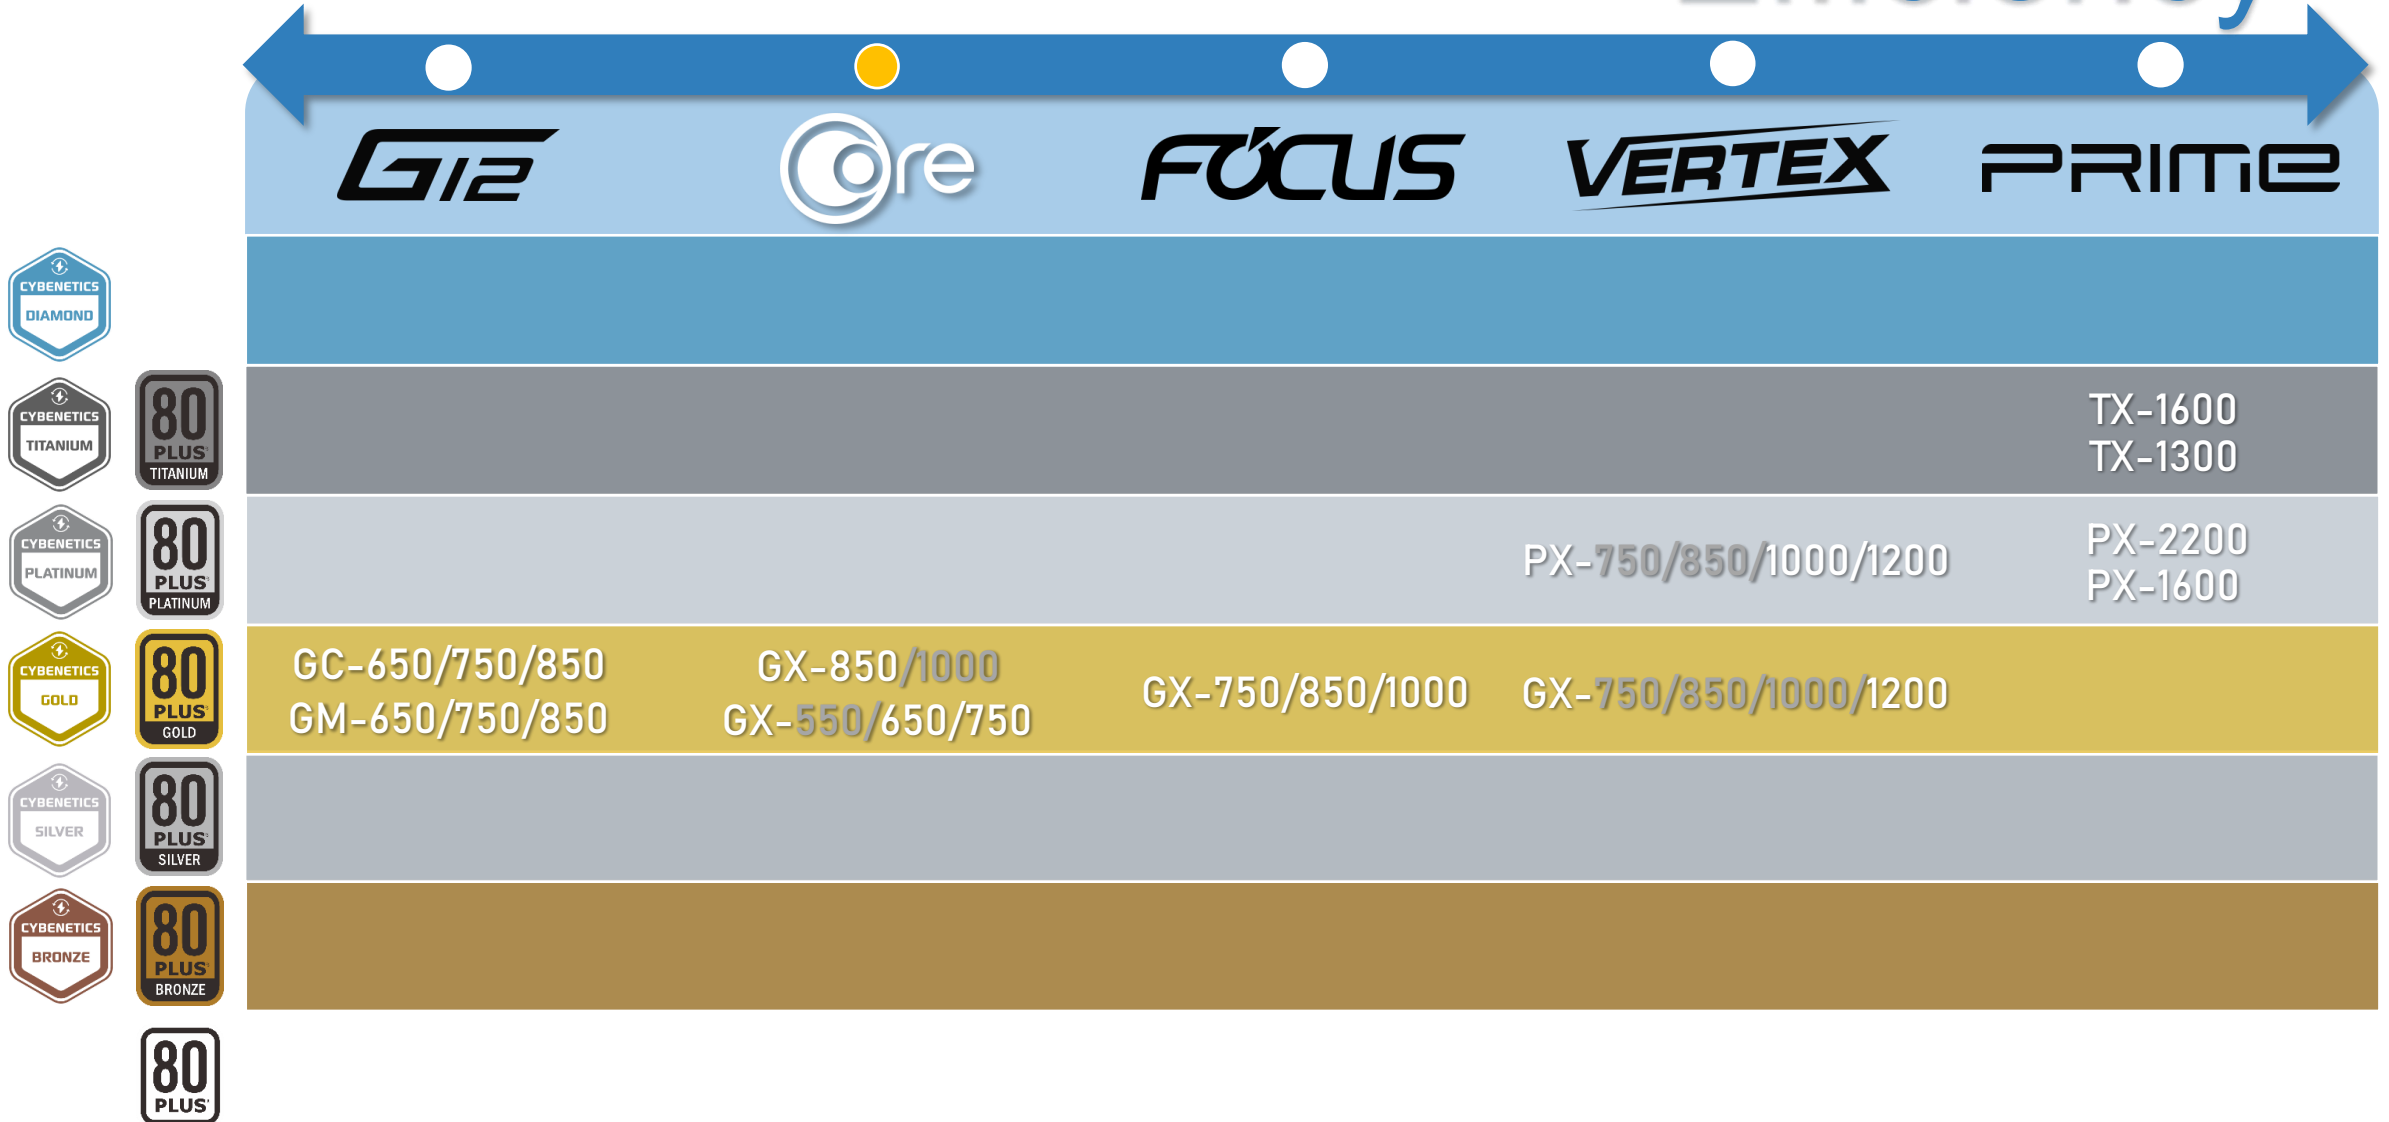 G12
Core
FOCUS
VERTEX
PRIME
CYBENETICS
DIAMOND
CYBENETICS
TITANIUM
80
PLUS
TITANIUM
TX-1600
TX-1300
CYBENETICS
PLATINUM
80
PLUS
PLATINUM
PX-750/850/1000/1200
PX-2200
PX-1600
CYBENETICS
GOLD
80
PLUS
GOLD
GC-650/750/850
GM-650/750/850
GX-850/1000
GX-550/650/750
GX-750/850/1000
GX-750/850/1000/1200
CYBENETICS
SILVER
80
PLUS
SILVER
CYBENETICS
BRONZE
80
PLUS
BRONZE
80
PLUS